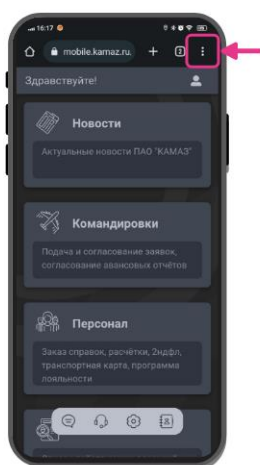 16:17
mobile.kamaz.ru. 2
Здравствуйте!
Новости
Актуальные новости ПАО "КАМАЗ"
Командировки
Подача и согласование заявок,
согласование авансовых отчётов
Персонал
Заказ справок, расчётки, 2ндфл,
транспортная карта, программа
лояльности